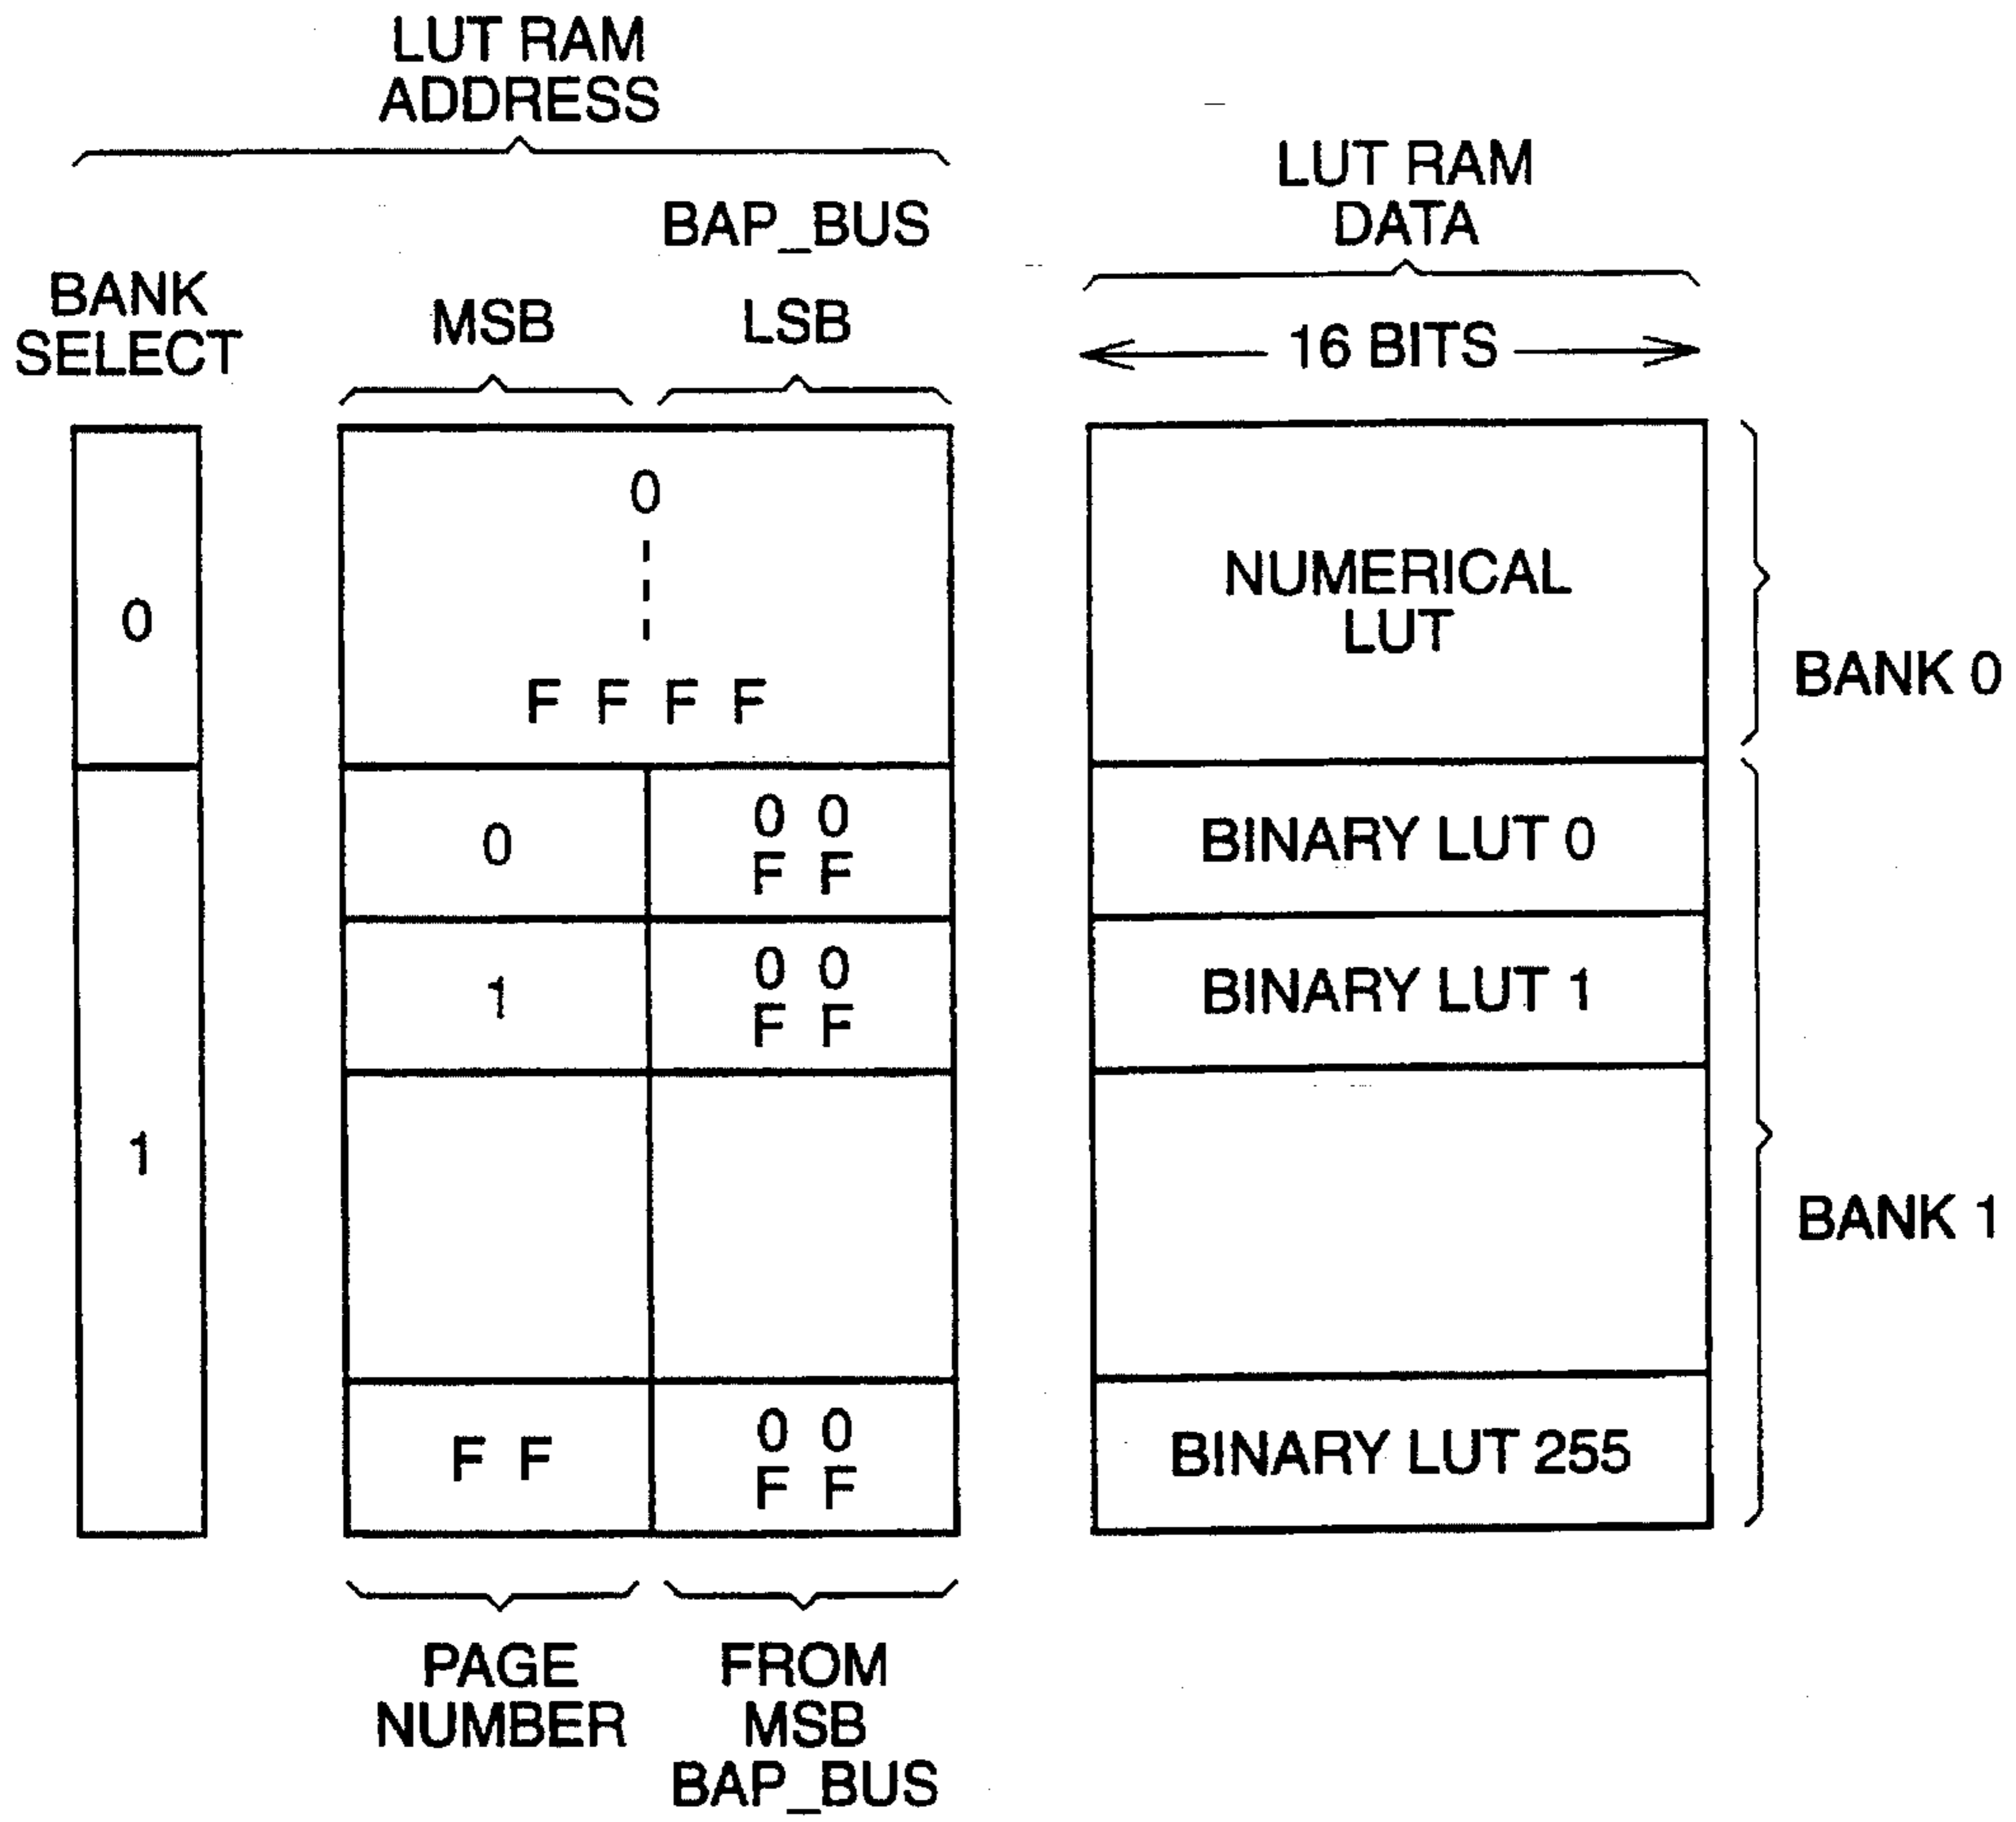 LUT RAM
ADDRESS
BAP_BUS
LUT RAM
DATA
BANK
SELECT
MSB
LSB
16 BITS
0
0
F F F F
NUMERICAL
LUT
BANK 0
1
0
0 0
F F
BINARY LUT 0
1
0 0
F F
BINARY LUT 1
BANK 1
F F
0 0
F F
BINARY LUT 255
PAGE
NUMBER
FROM
MSB
BAP_BUS